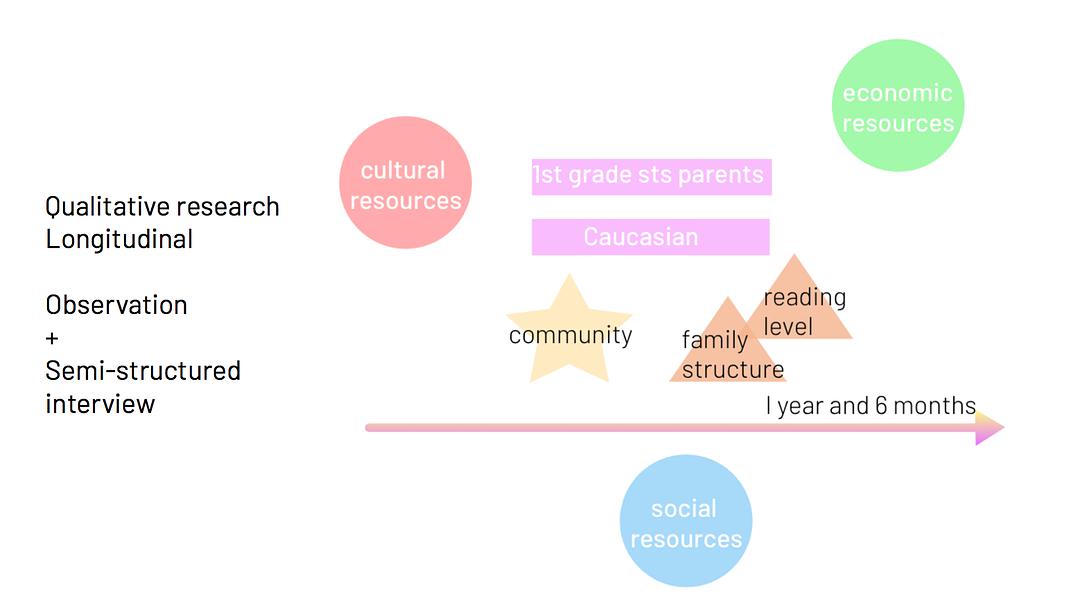 Qualitative research
Longitudinal
Observation
+
Semi-structured
interview
cultural
resources
economic
resources
1st grade sts parents
Caucasian
community
reading
level
family
structure
I year and 6 months
social
resources